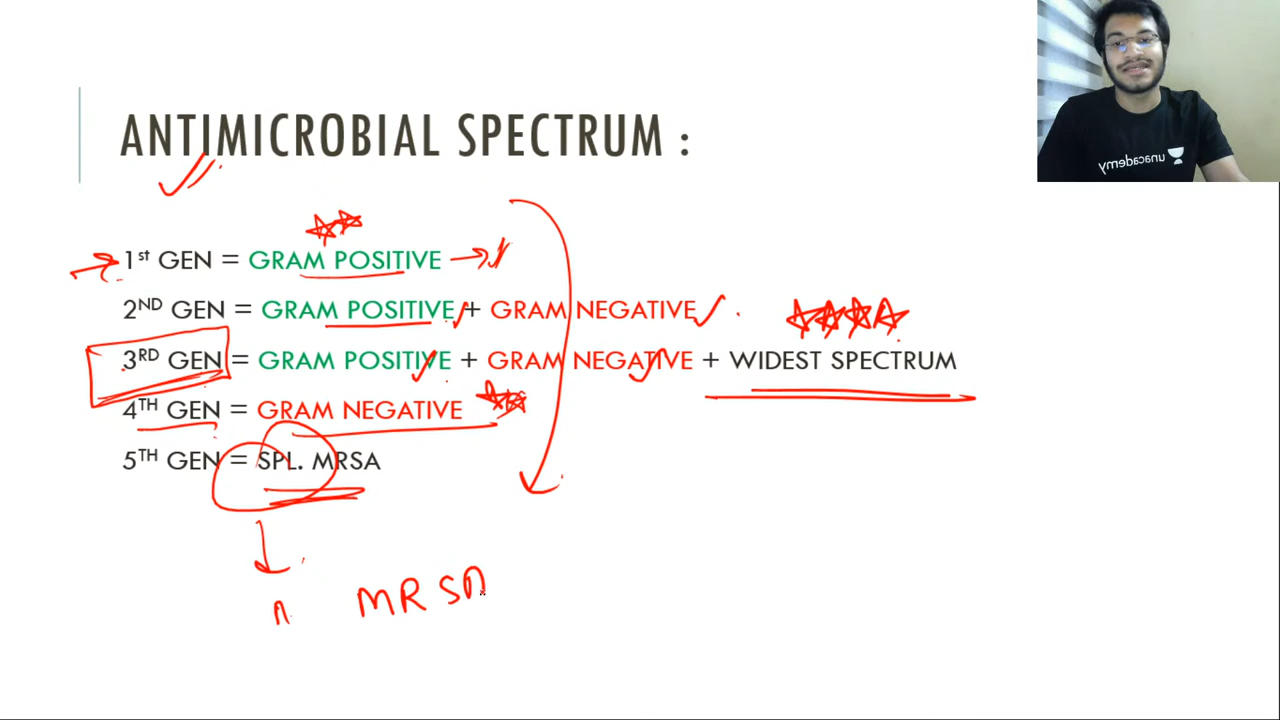 ANTIMICROBIAL SPECTRUM :
1st GEN = GRAM POSITIVE
2ND GEN = GRAM POSITIVE + GRAM NEGATIVE
3RD GEN = GRAM POSITIVE + GRAM NEGATIVE + WIDEST SPECTRUM
4TH GEN = GRAM NEGATIVE
5TH GEN = SPL. MRSA
MRSA
unacademy